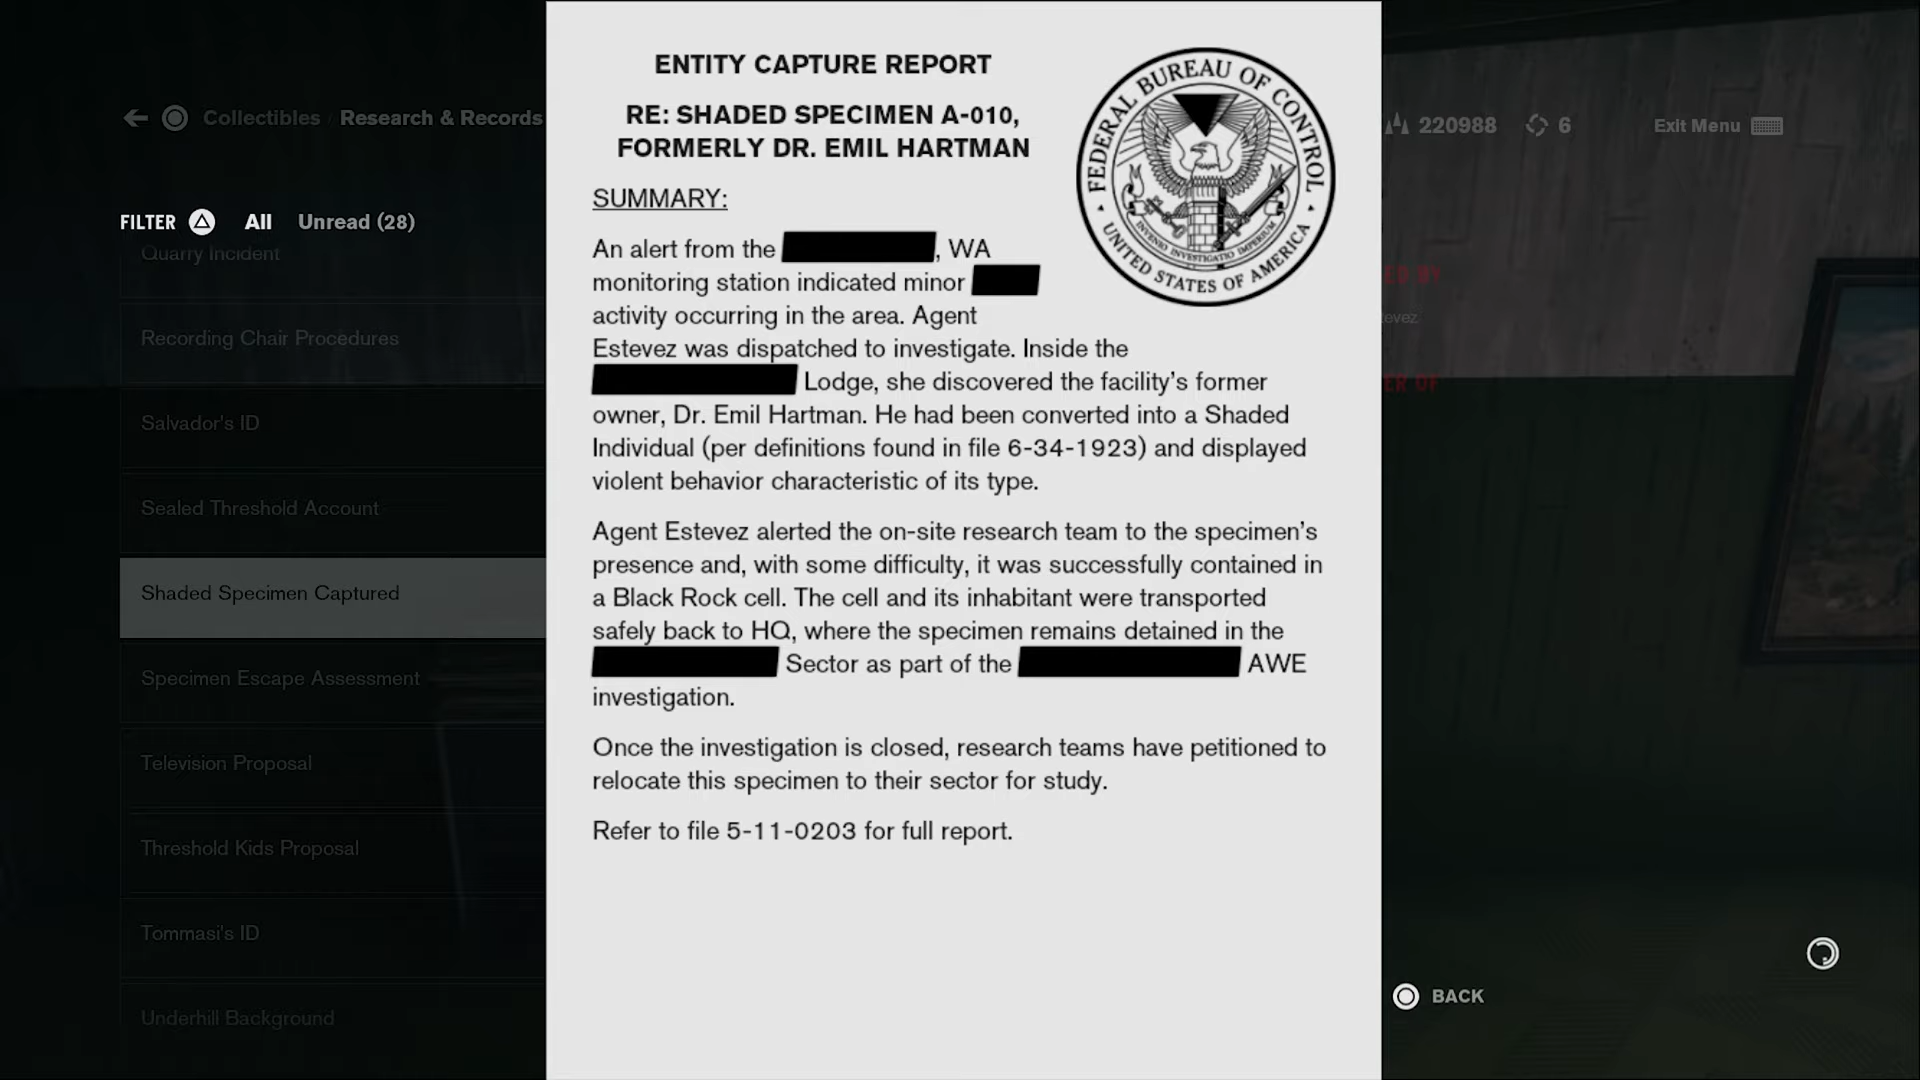 Collectibles / Research & Records
220988
6
Exit Menu
FILTER All Unread (28)
Quarry Incident
Recording Chair Procedures
Salvador's ID
Sealed Threshold Account
Shaded Specimen Captured
Specimen Escape Assessment
Television Proposal
Threshold Kids Proposal
Tommasi's ID
Underhill Background
ENTITY CAPTURE REPORT
RE: SHADED SPECIMEN A-010,
FORMERLY DR. EMIL HARTMAN
FEDERAL BUREAU OF CONTROL
INVENIO INVESTIGATIO IMPERIUM
UNITED STATES OF AMERICA
SUMMARY:
An alert from the , WA
monitoring station indicated minor
activity occurring in the area. Agent
Estevez was dispatched to investigate. Inside the
Lodge, she discovered the facility's former
owner, Dr. Emil Hartman. He had been converted into a Shaded
Individual (per definitions found in file 6-34-1923) and displayed
violent behavior characteristic of its type.
Agent Estevez alerted the on-site research team to the specimen's
presence and, with some difficulty, it was successfully contained in
a Black Rock cell. The cell and its inhabitant were transported
safely back to HQ, where the specimen remains detained in the
Sector as part of the AWE
investigation.
Once the investigation is closed, research teams have petitioned to
relocate this specimen to their sector for study.
Refer to file 5-11-0203 for full report.
ED BY
evez
ER OF
BACK